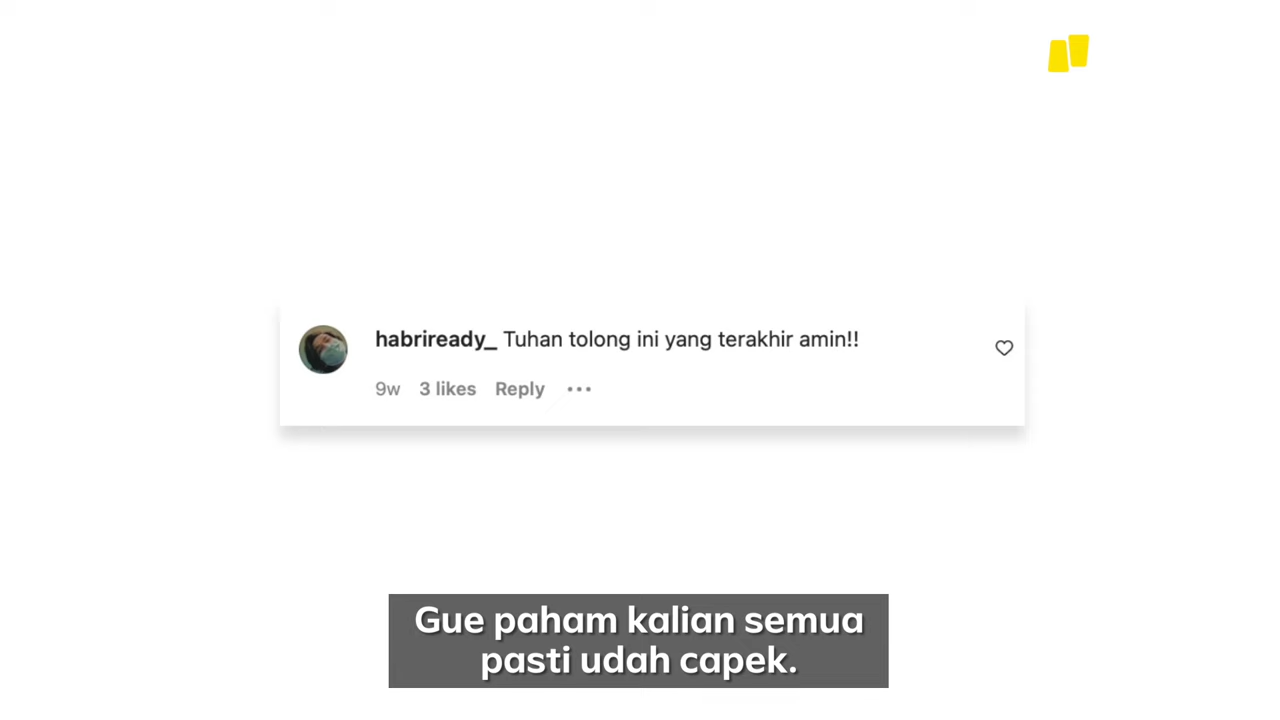 habriready_ Tuhan tolong ini yang terakhir amin!!
9w 3 likes Reply •••
Gue paham kalian semua
pasti udah capek.